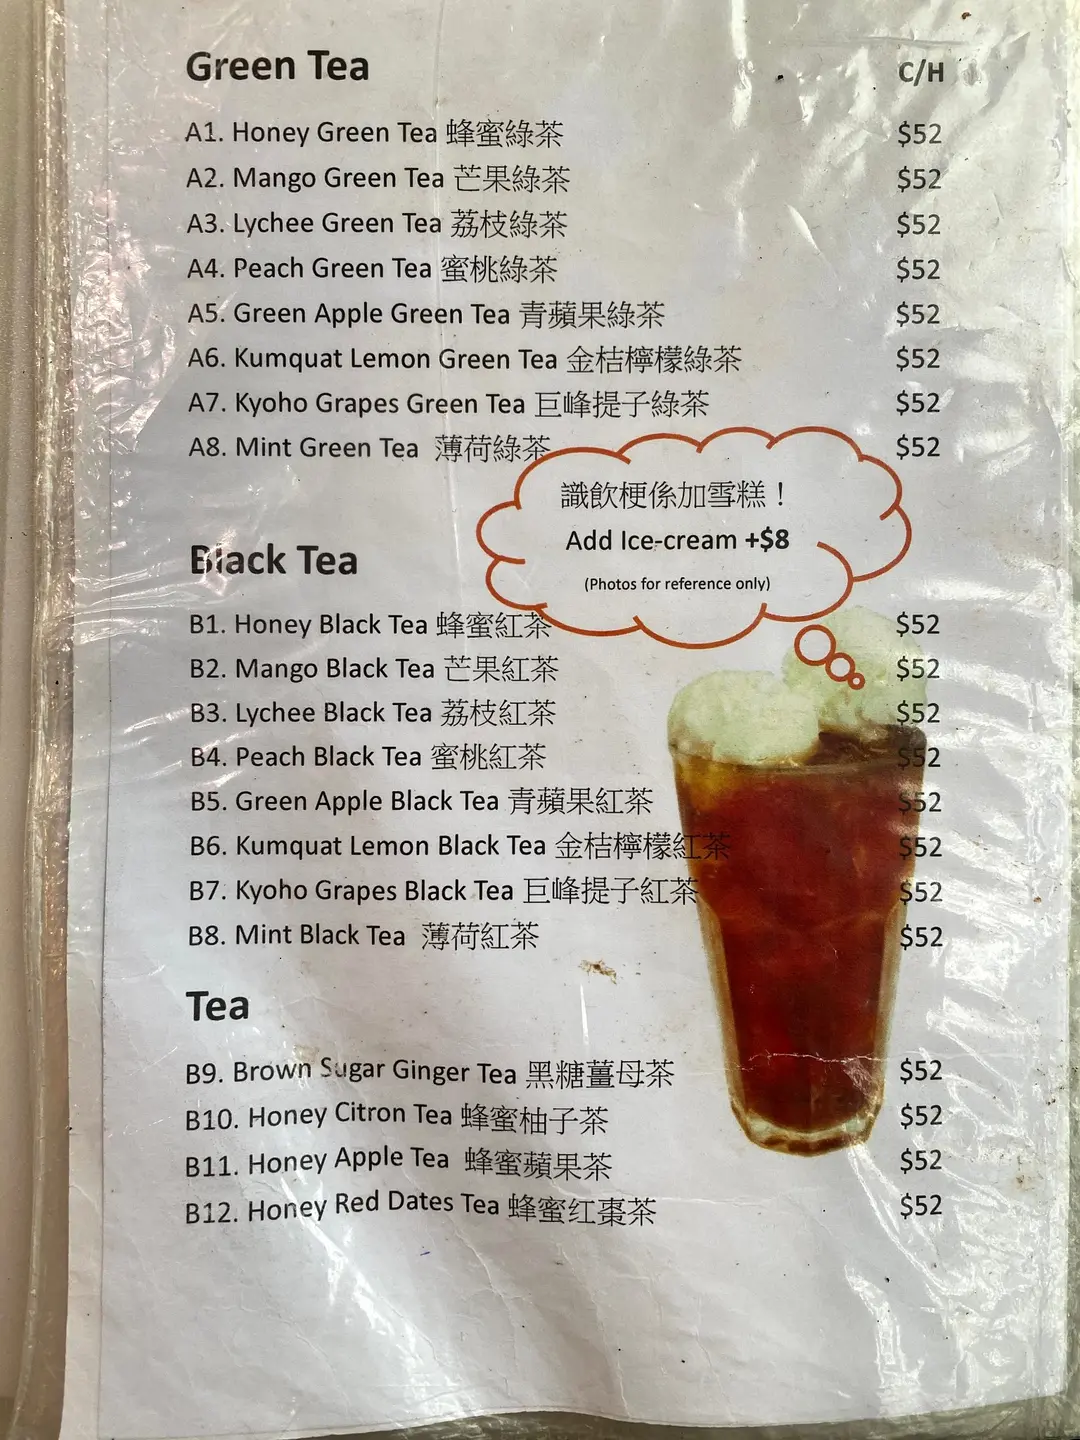 Green Tea C/H
A1. Honey Green Tea 蜂蜜綠茶 $52
A2. Mango Green Tea 芒果綠茶 $52
A3. Lychee Green Tea 荔枝綠茶 $52
A4. Peach Green Tea 蜜桃綠茶 $52
A5. Green Apple Green Tea 青蘋果綠茶 $52
A6. Kumquat Lemon Green Tea 金桔檸檬綠茶 $52
A7. Kyoho Grapes Green Tea 巨峰提子綠茶 $52
A8. Mint Green Tea 薄荷綠茶 $52
識飲梗係加雪糕！
Add Ice-cream +$8
(Photos for reference only)
Black Tea
B1. Honey Black Tea 蜂蜜紅茶 $52
B2. Mango Black Tea 芒果紅茶 $52
B3. Lychee Black Tea 荔枝紅茶 $52
B4. Peach Black Tea 蜜桃紅茶 $52
B5. Green Apple Black Tea 青蘋果紅茶 $52
B6. Kumquat Lemon Black Tea 金桔檸檬紅茶 $52
B7. Kyoho Grapes Black Tea 巨峰提子紅茶 $52
B8. Mint Black Tea 薄荷紅茶 $52
Tea
B9. Brown Sugar Ginger Tea 黑糖薑母茶 $52
B10. Honey Citron Tea 蜂蜜柚子茶 $52
B11. Honey Apple Tea 蜂蜜蘋果茶 $52
B12. Honey Red Dates Tea 蜂蜜红棗茶 $52